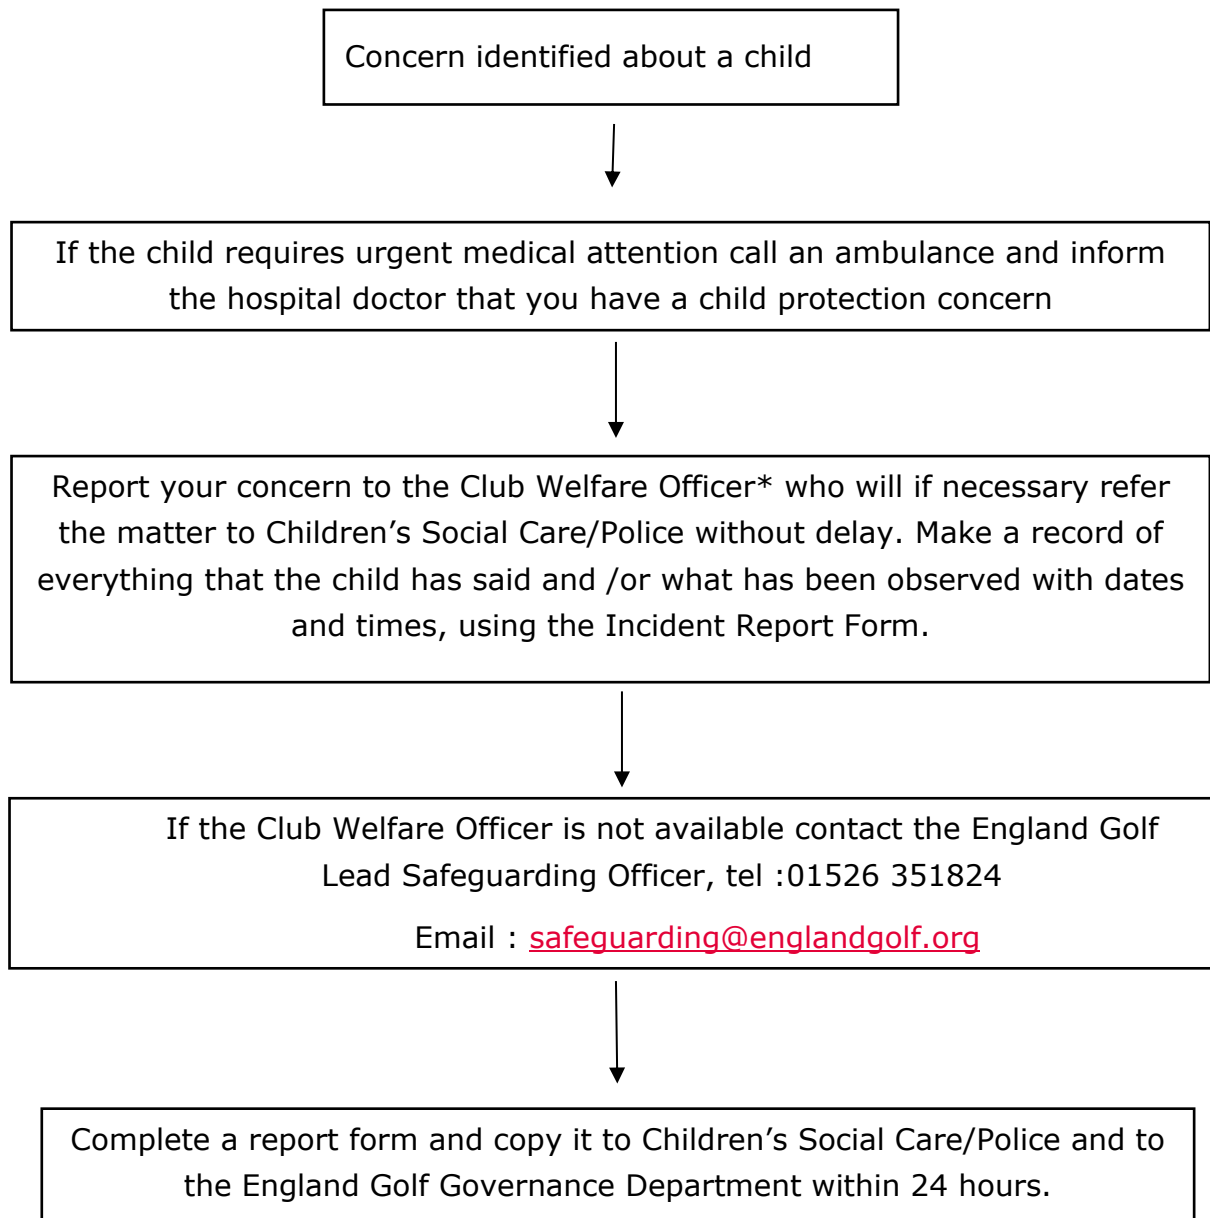 Concern identified about a child
If the child requires urgent medical attention call an ambulance and inform
the hospital doctor that you have a child protection concern
Report your concern to the Club Welfare Officer* who will if necessary refer
the matter to Children’s Social Care/Police without delay. Make a record of
everything that the child has said and /or what has been observed with dates
and times, using the Incident Report Form.
If the Club Welfare Officer is not available contact the England Golf
Lead Safeguarding Officer, tel :01526 351824
Email : safeguarding@englandgolf.org
Complete a report form and copy it to Children’s Social Care/Police and to
the England Golf Governance Department within 24 hours.